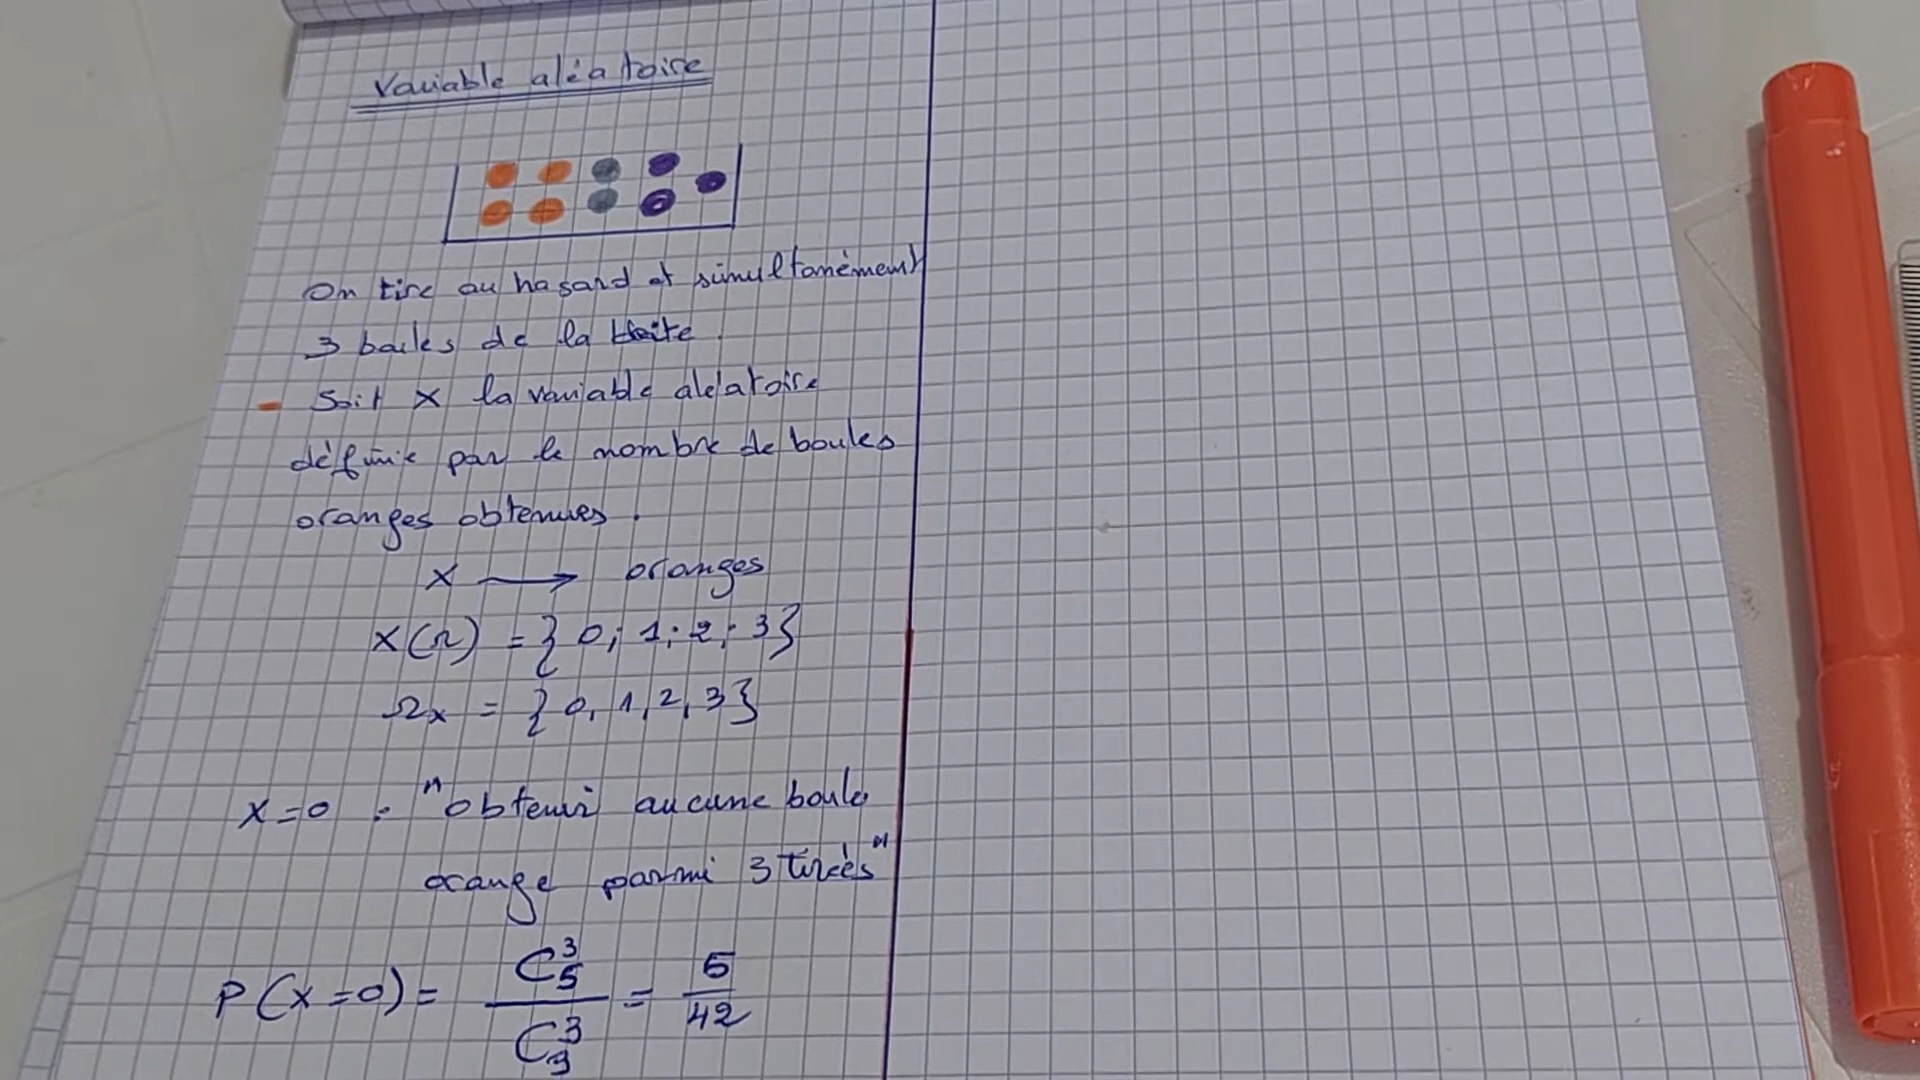 Variable aléatoire
On tire au hasard et simultanément
3 boules de la boîte.
- Soit X la variable aléatoire
définie par le nombre de boules
oranges obtenues.
X → oranges
X(Ω) = { 0; 1; 2; 3}
Ωx = { 0, 1, 2, 3}
X=0 : "obtenir aucune boule
orange parmi 3 tirées"
P(X=0) = C₅³ / C₃³ = 5/42